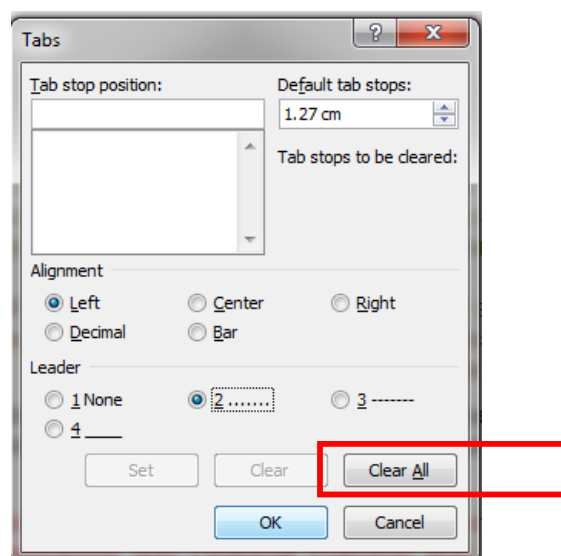 Tabs
Tab stop position: Default tab stops:
1.27 cm
Tab stops to be cleared:
Alignment
Left Center Right
Decimal Bar
Leader
1 None 2 ....... 3 -------
4 ____
Set Clear Clear All
OK Cancel